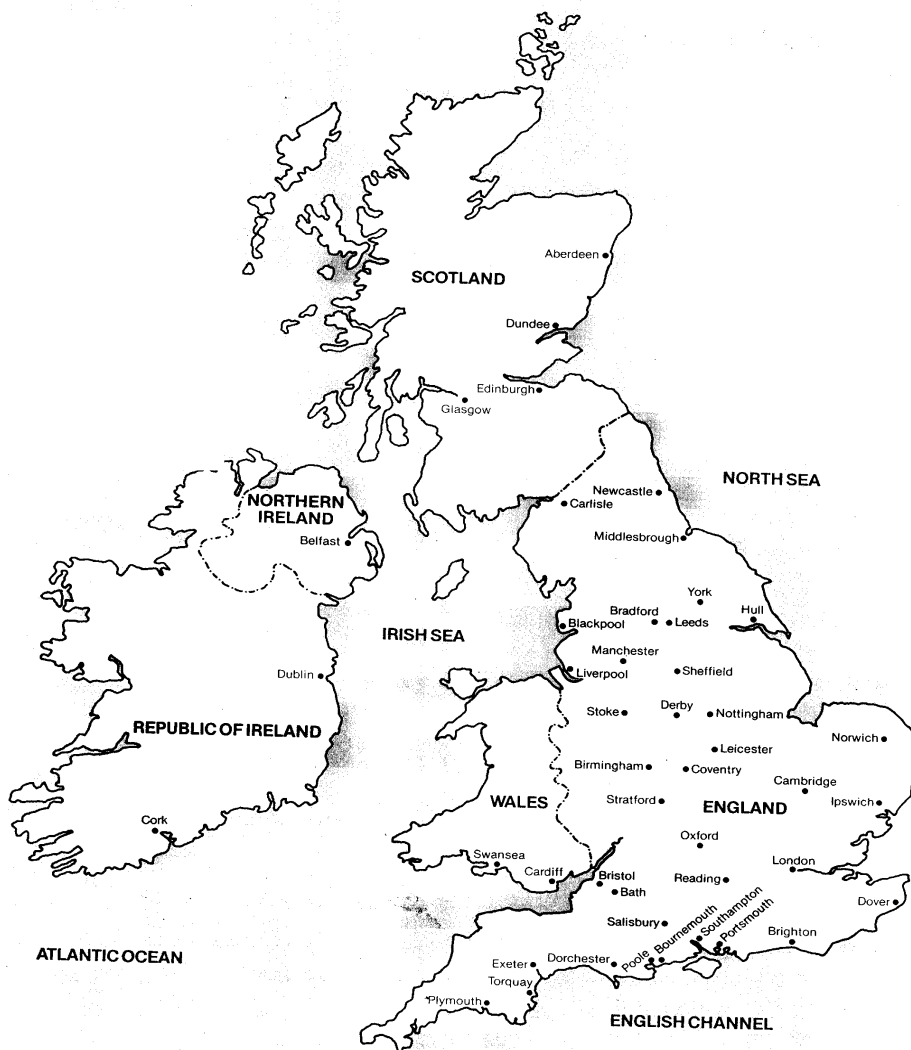 Aberdeen
SCOTLAND
Dundee
Edinburgh
Glasgow
NORTH SEA
NORTHERN
IRELAND
Newcastle
Carlisle
Belfast
Middlesbrough
York
Bradford
Hull
Blackpool
Leeds
IRISH SEA
Manchester
Liverpool
Sheffield
Dublin
Stoke
Derby
Nottingham
REPUBLIC OF IRELAND
Norwich
Leicester
Birmingham
Coventry
Cambridge
WALES
Stratford
ENGLAND
Ipswich
Cork
Oxford
Swansea
London
Cardiff
Bristol
Reading
Bath
Dover
Salisbury
Bournemouth
Southampton
Portsmouth
Brighton
ATLANTIC OCEAN
Exeter
Dorchester
Poole
Torquay
Plymouth
ENGLISH CHANNEL